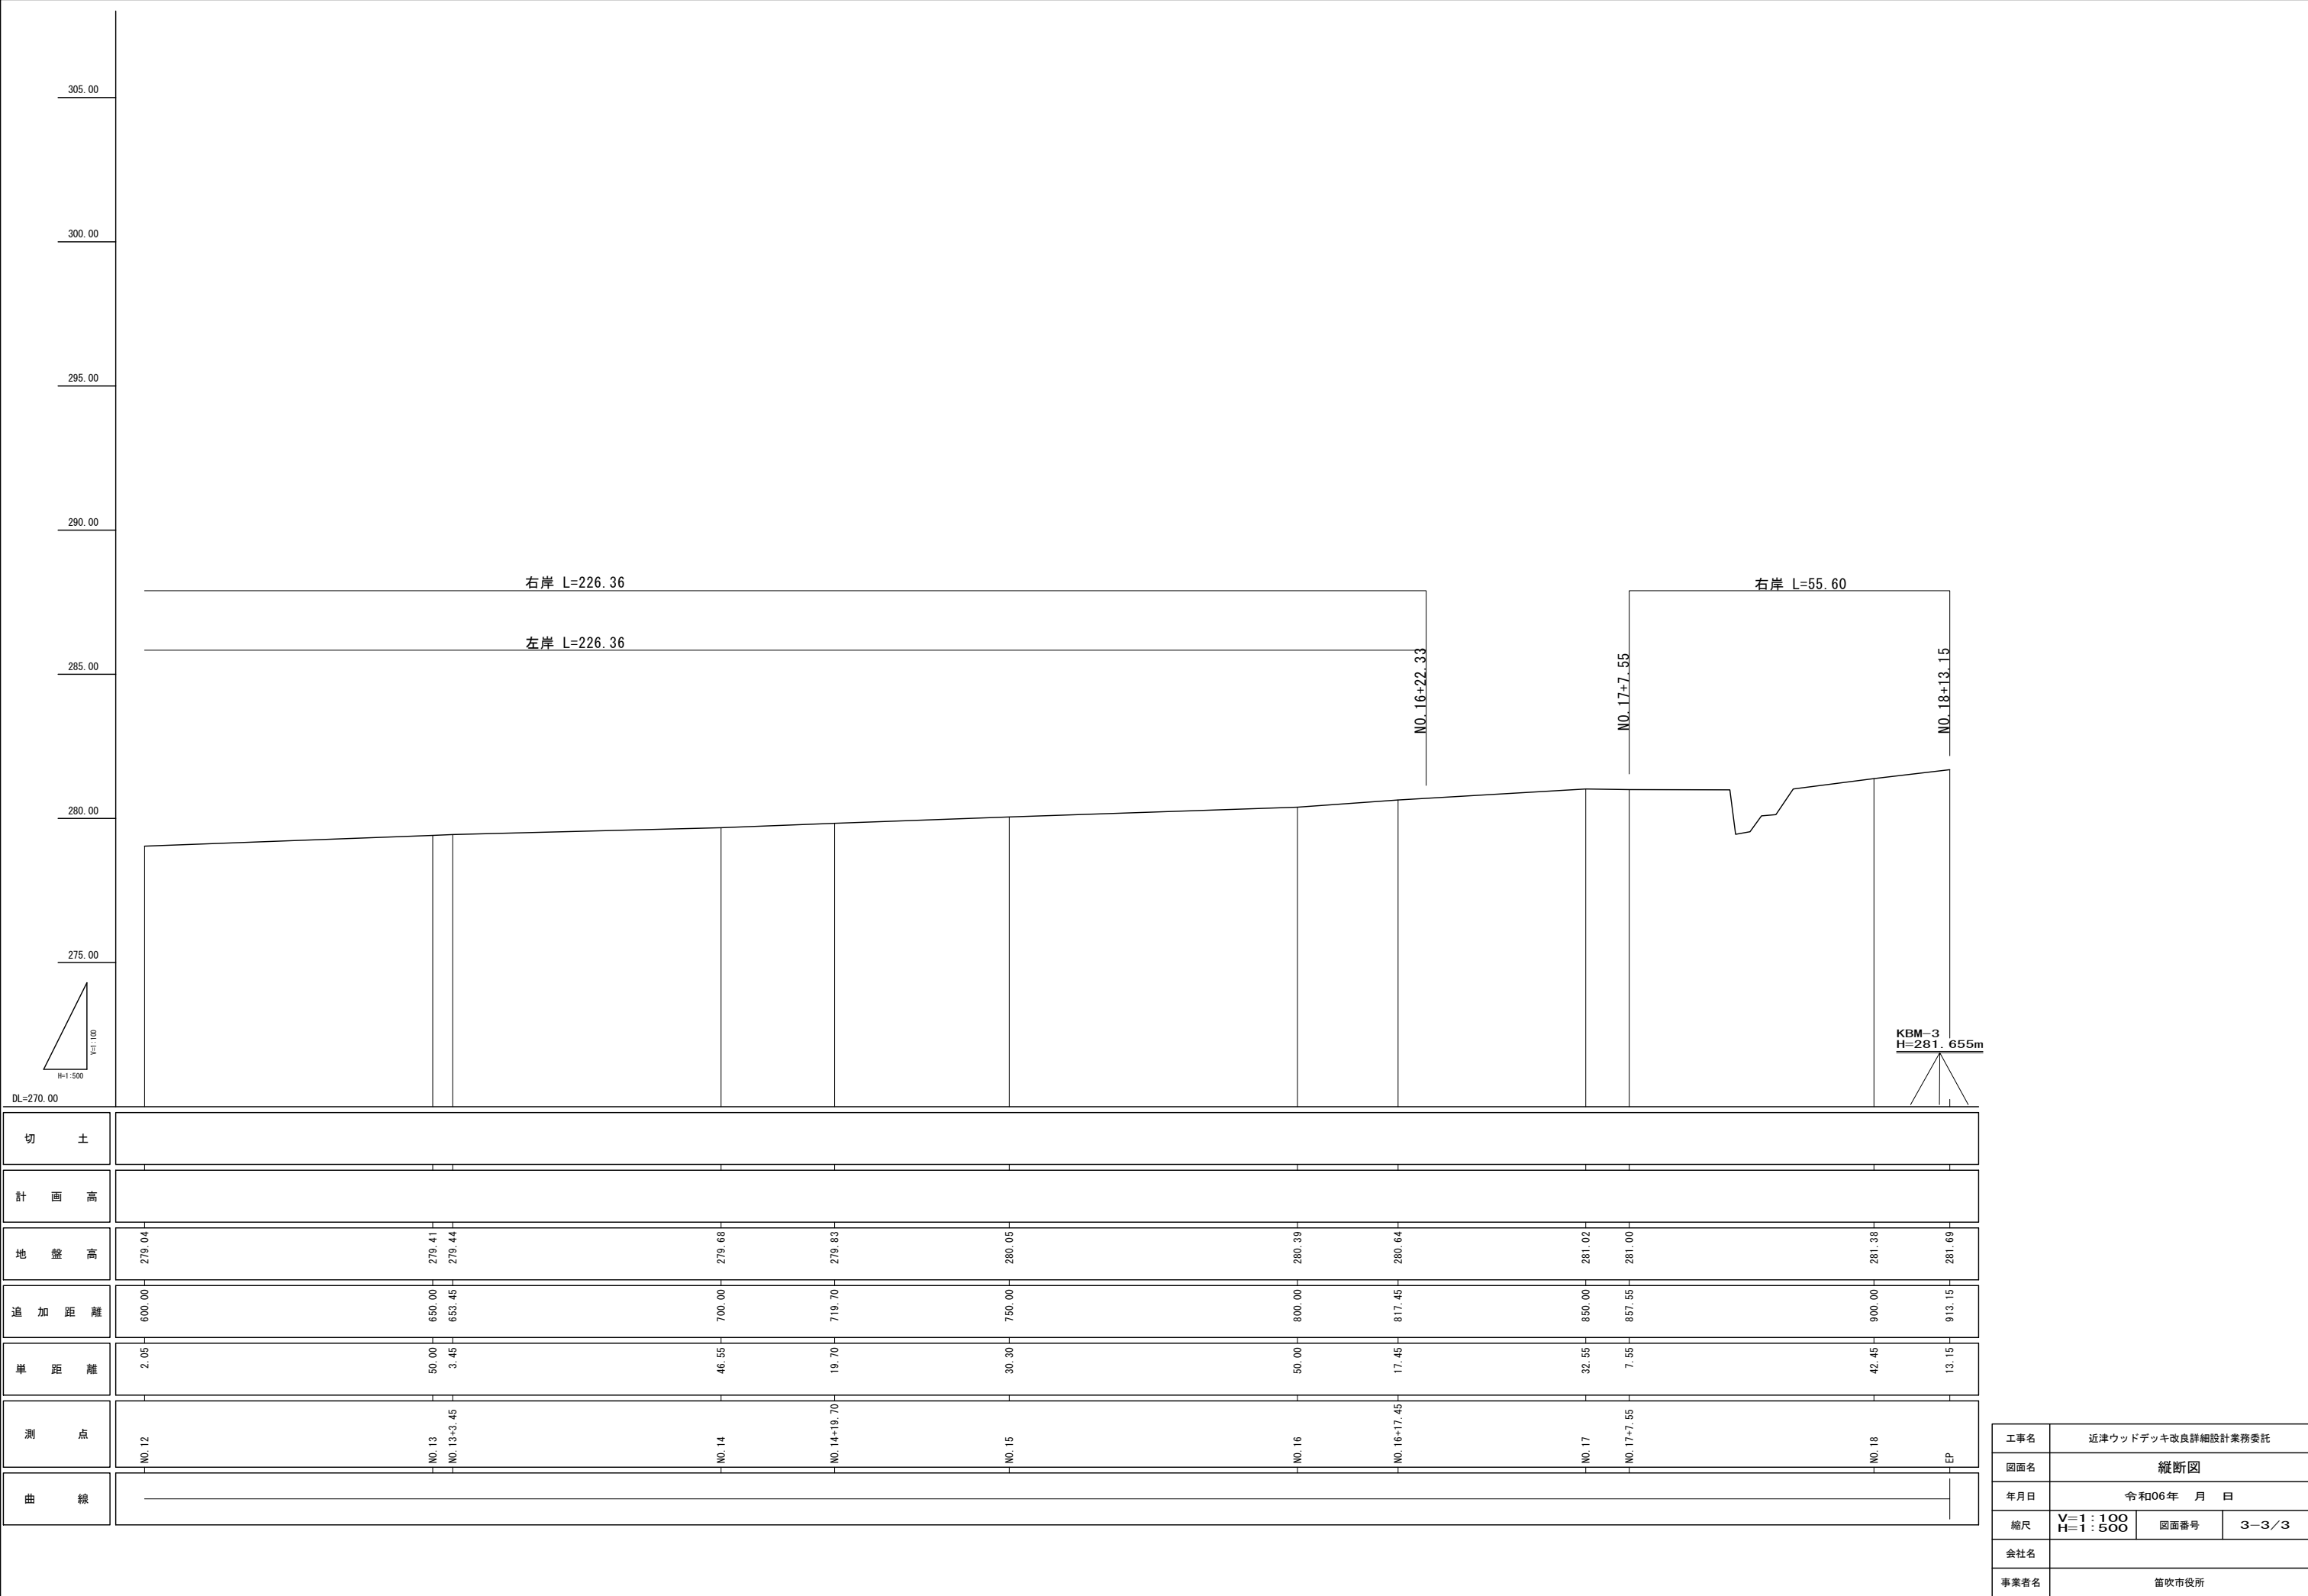 305.00
300.00
295.00
290.00
285.00
280.00
275.00
右岸 L=226.36
左岸 L=226.36
右岸 L=55.60
NO.16+22.33
NO.17+7.55
NO.18+13.15
V=1:100
H=1:500
KBM-3
H=281.655m
DL=270.00
切 土
計 画 高
地 盤 高 279.04 279.41 279.44 279.68 279.83 280.05 280.39 280.64 281.02 281.00 281.38 281.69
追 加 距 離 600.00 650.00 653.45 700.00 719.70 750.00 800.00 817.45 850.00 857.55 900.00 913.15
単 距 離 2.05 50.00 3.45 46.55 19.70 30.30 50.00 17.45 32.55 7.55 42.45 13.15
測 点 NO.12 NO.13 NO.13+3.45 NO.14 NO.14+19.70 NO.15 NO.16 NO.16+17.45 NO.17 NO.17+7.55 NO.18 EP
曲 線
工事名 近津ウッドデッキ改良詳細設計業務委託
図面名 縦断図
年月日 令和06年 月 日
縮尺 V=1:100
H=1:500 図面番号 3-3/3
会社名
事業者名 笛吹市役所